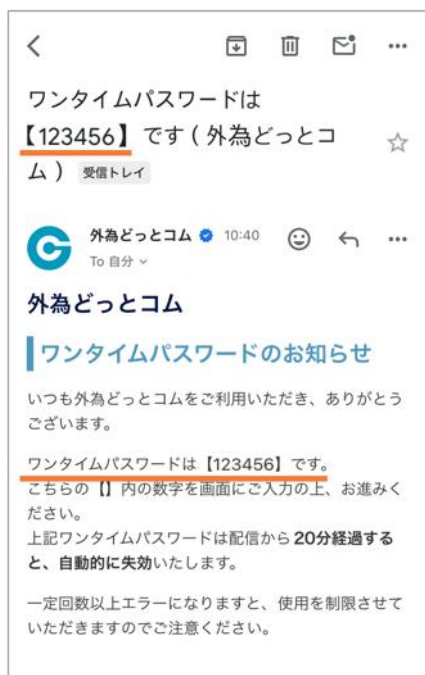 ワンタイムパスワードは
【123456】です(外為どっとコ
ム) 受信トレイ
外為どっとコム 10:40
To 自分
外為どっとコム
ワンタイムパスワードのお知らせ
いつも外為どっとコムをご利用いただき、ありがとう
ございます。
ワンタイムパスワードは【123456】です。
こちらの【】内の数字を画面にご入力の上、お進みく
ださい。
上記ワンタイムパスワードは配信から20分経過する
と、自動的に失効いたします。
一定回数以上エラーになりますと、使用を制限させて
いただきますのでご注意ください。